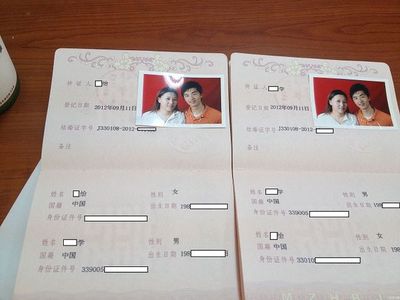 持证人 怡
登记日期 2012年09月11日
结婚证字号 J330108-2012-
备注
姓名 怡 性别 女
国籍 中国 出生日期 198
身份证件号
姓名 学 性别 男
国籍 中国 出生日期 198
身份证件号 339005
持证人 学
登记日期 2012年09月11日
结婚证字号 J330108-2012-
备注
姓名 学 性别 男
国籍 中国 出生日期 198
身份证件号 339005
姓名 怡 性别 女
国籍 中国 出生日期 198
身份证件号 33010